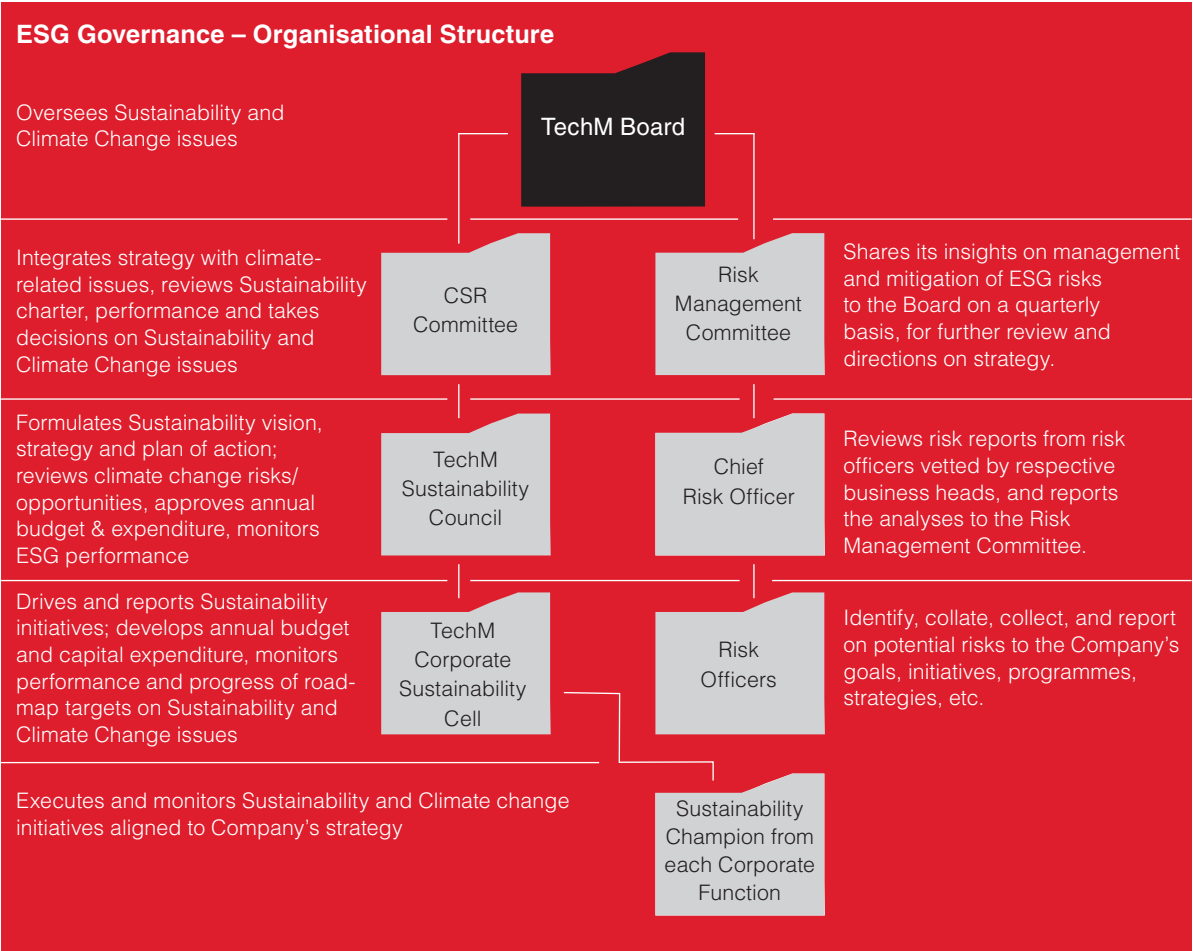 ESG Governance – Organisational Structure
Oversees Sustainability and
Climate Change issues
TechM Board
Integrates strategy with climate-
related issues, reviews Sustainability
charter, performance and takes
decisions on Sustainability and
Climate Change issues
CSR
Committee
Risk
Management
Committee
Shares its insights on management
and mitigation of ESG risks
to the Board on a quarterly
basis, for further review and
directions on strategy.
Formulates Sustainability vision,
strategy and plan of action;
reviews climate change risks/
opportunities, approves annual
budget & expenditure, monitors
ESG performance
TechM
Sustainability
Council
Chief
Risk Officer
Reviews risk reports from risk
officers vetted by respective
business heads, and reports
the analyses to the Risk
Management Committee.
Drives and reports Sustainability
initiatives; develops annual budget
and capital expenditure, monitors
performance and progress of road-
map targets on Sustainability and
Climate Change issues
TechM
Corporate
Sustainability
Cell
Risk
Officers
Identify, collate, collect, and report
on potential risks to the Company's
goals, initiatives, programmes,
strategies, etc.
Executes and monitors Sustainability and Climate change
initiatives aligned to Company's strategy
Sustainability
Champion from
each Corporate
Function